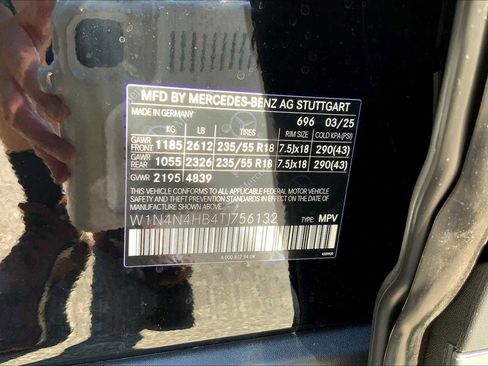 MFD BY MERCEDES-BENZ AG STUTTGART
MADE IN GERMANY 696 03/25
KG LB TIRES RIM SIZE COLD KPA(PSI)
GAWR FRONT 1185 2612 235/55 R18 7.5Jx18 290(43)
GAWR REAR 1055 2326 235/55 R18 7.5Jx18 290(43)
GVWR 2195 4839
THIS VEHICLE CONFORMS TO ALL APPLICABLE FEDERAL MOTOR VEHICLE
SAFETY AND THEFT PREVENTION STANDARDS IN EFFECT ON THE DATE OF
MANUFACTURE SHOWN ABOVE.
W1N4N4HB4TJ756132 TYPE: MPV